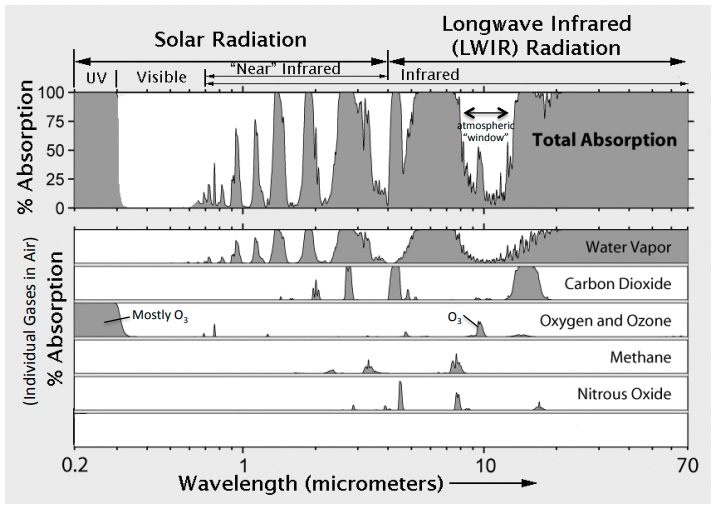 Solar Radiation
Longwave Infrared
(LWIR) Radiation
UV
Visible
"Near" Infrared
Infrared
% Absorption
100
75
50
25
0
atmospheric
"window"
Total Absorption
(Individual Gases in Air)
% Absorption
Water Vapor
Carbon Dioxide
Mostly O₃
O₃
Oxygen and Ozone
Methane
Nitrous Oxide
0.2
1
10
70
Wavelength (micrometers)